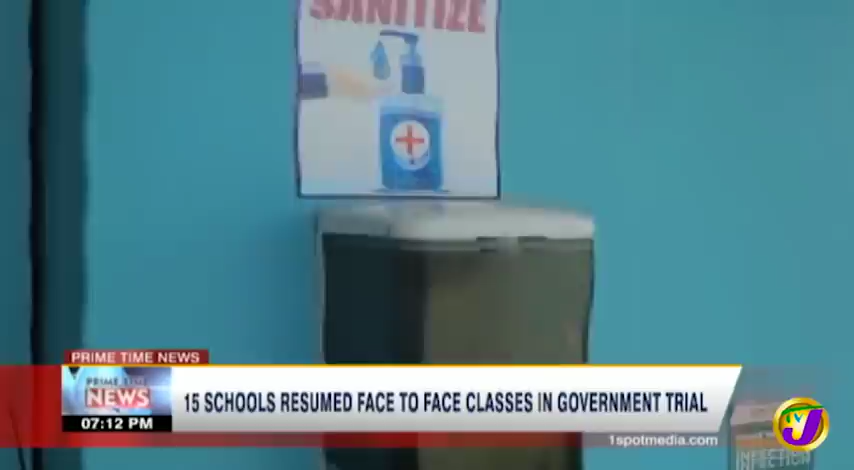 SANITIZE
PRIME TIME NEWS
PRIME TIME
NEWS
15 SCHOOLS RESUMED FACE TO FACE CLASSES IN GOVERNMENT TRIAL
07:12 PM
1spotmedia.com
TVJ